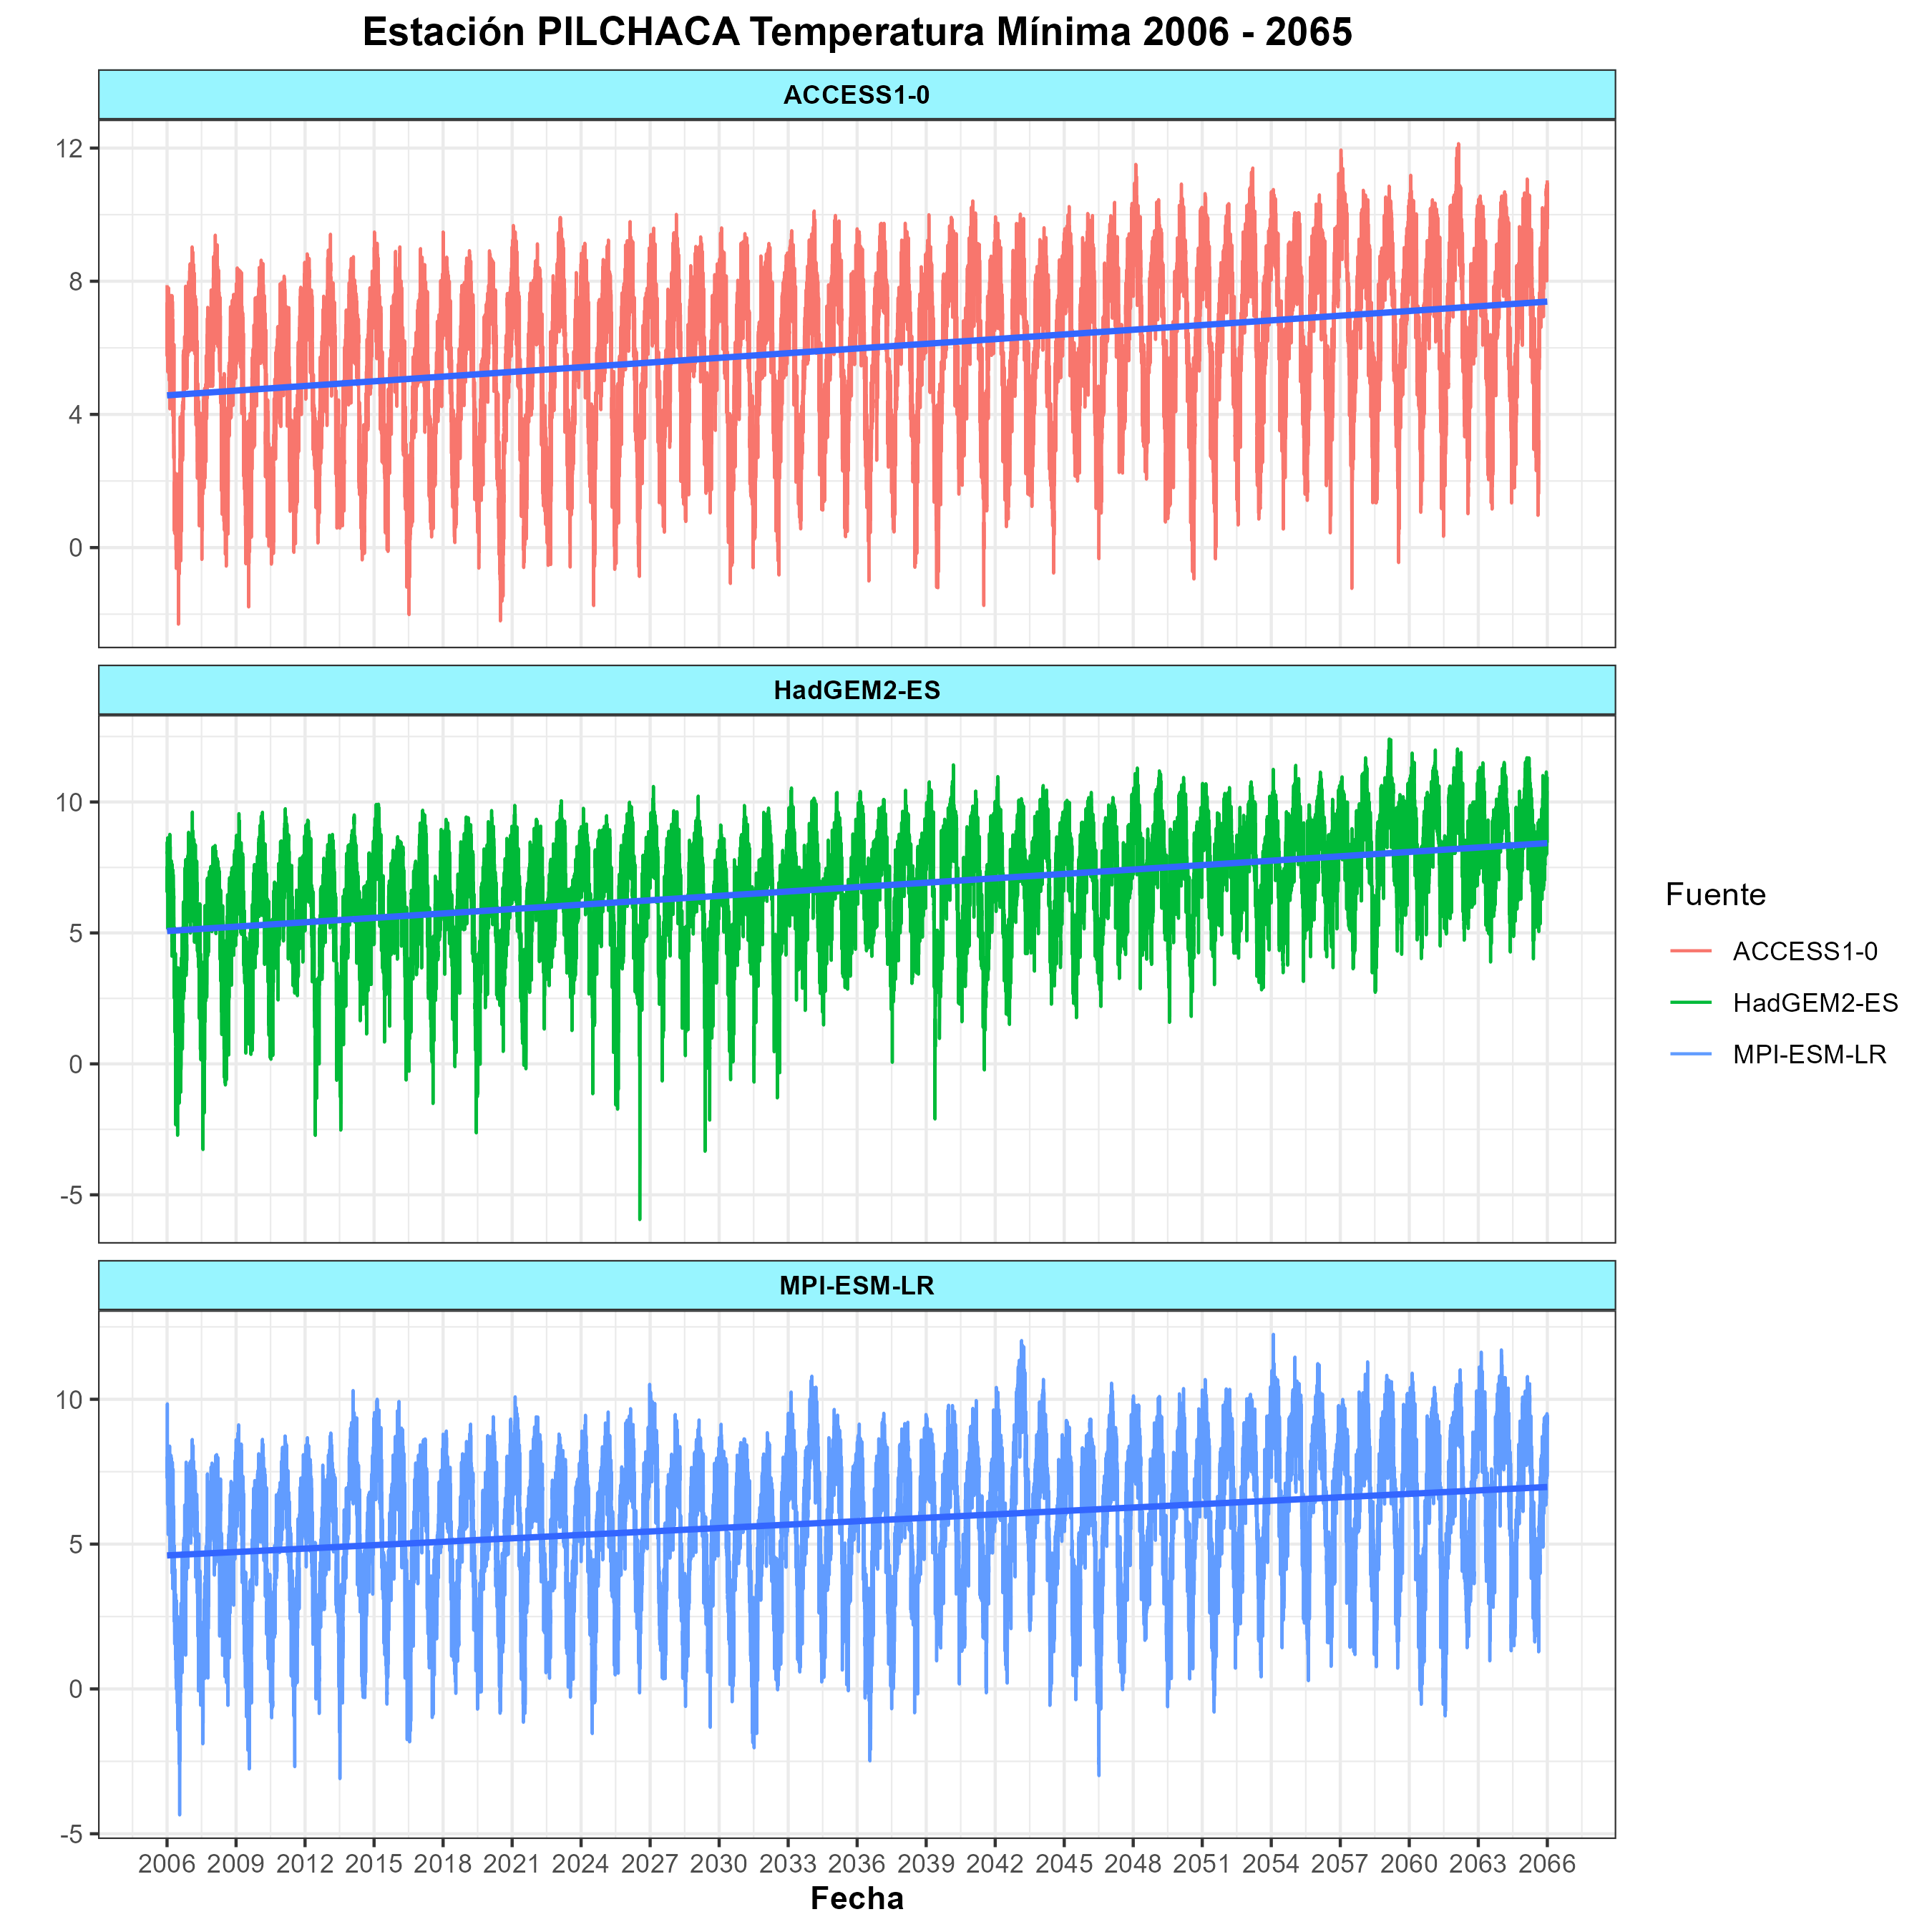 Estación PILCHACA Temperatura Mínima 2006 - 2065
ACCESS1-0
12
8
4
0
HadGEM2-ES
10
5
0
-5
MPI-ESM-LR
10
5
0
-5
2006 2009 2012 2015 2018 2021 2024 2027 2030 2033 2036 2039 2042 2045 2048 2051 2054 2057 2060 2063 2066
Fecha
Fuente
ACCESS1-0
HadGEM2-ES
MPI-ESM-LR